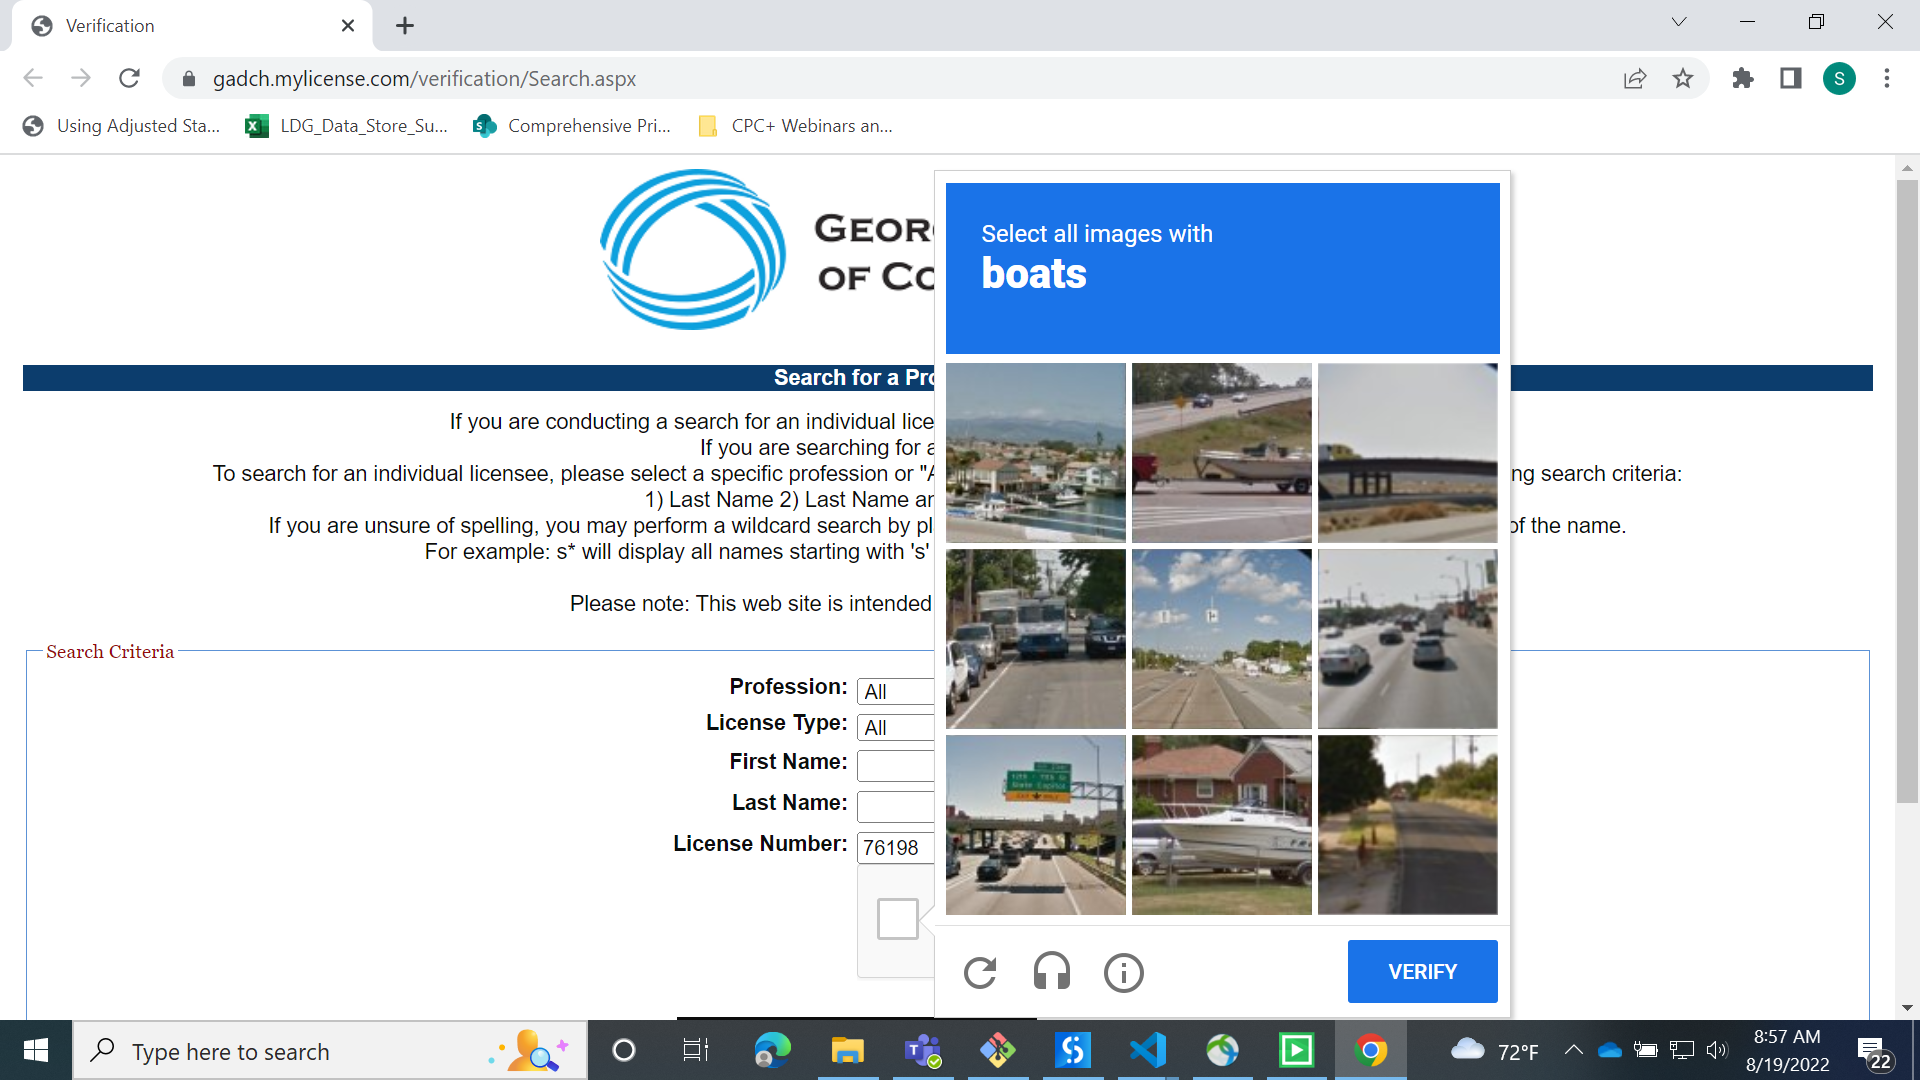 Verification
gadch.mylicense.com/verification/Search.aspx
S
Using Adjusted Sta...
LDG_Data_Store_Su...
Comprehensive Pri...
CPC+ Webinars an...
GEOR
OF CO
Select all images with
boats
Search for a Pro
If you are conducting a search for an individual lice
If you are searching for a
To search for an individual licensee, please select a specific profession or "A
ng search criteria:
1) Last Name 2) Last Name an
If you are unsure of spelling, you may perform a wildcard search by pl
of the name.
For example: s* will display all names starting with 's'
Please note: This web site is intended
Search Criteria
Profession:
All
License Type:
All
First Name:
Last Name:
License Number:
76198
VERIFY
Type here to search
72°F
8:57 AM
8/19/2022
22